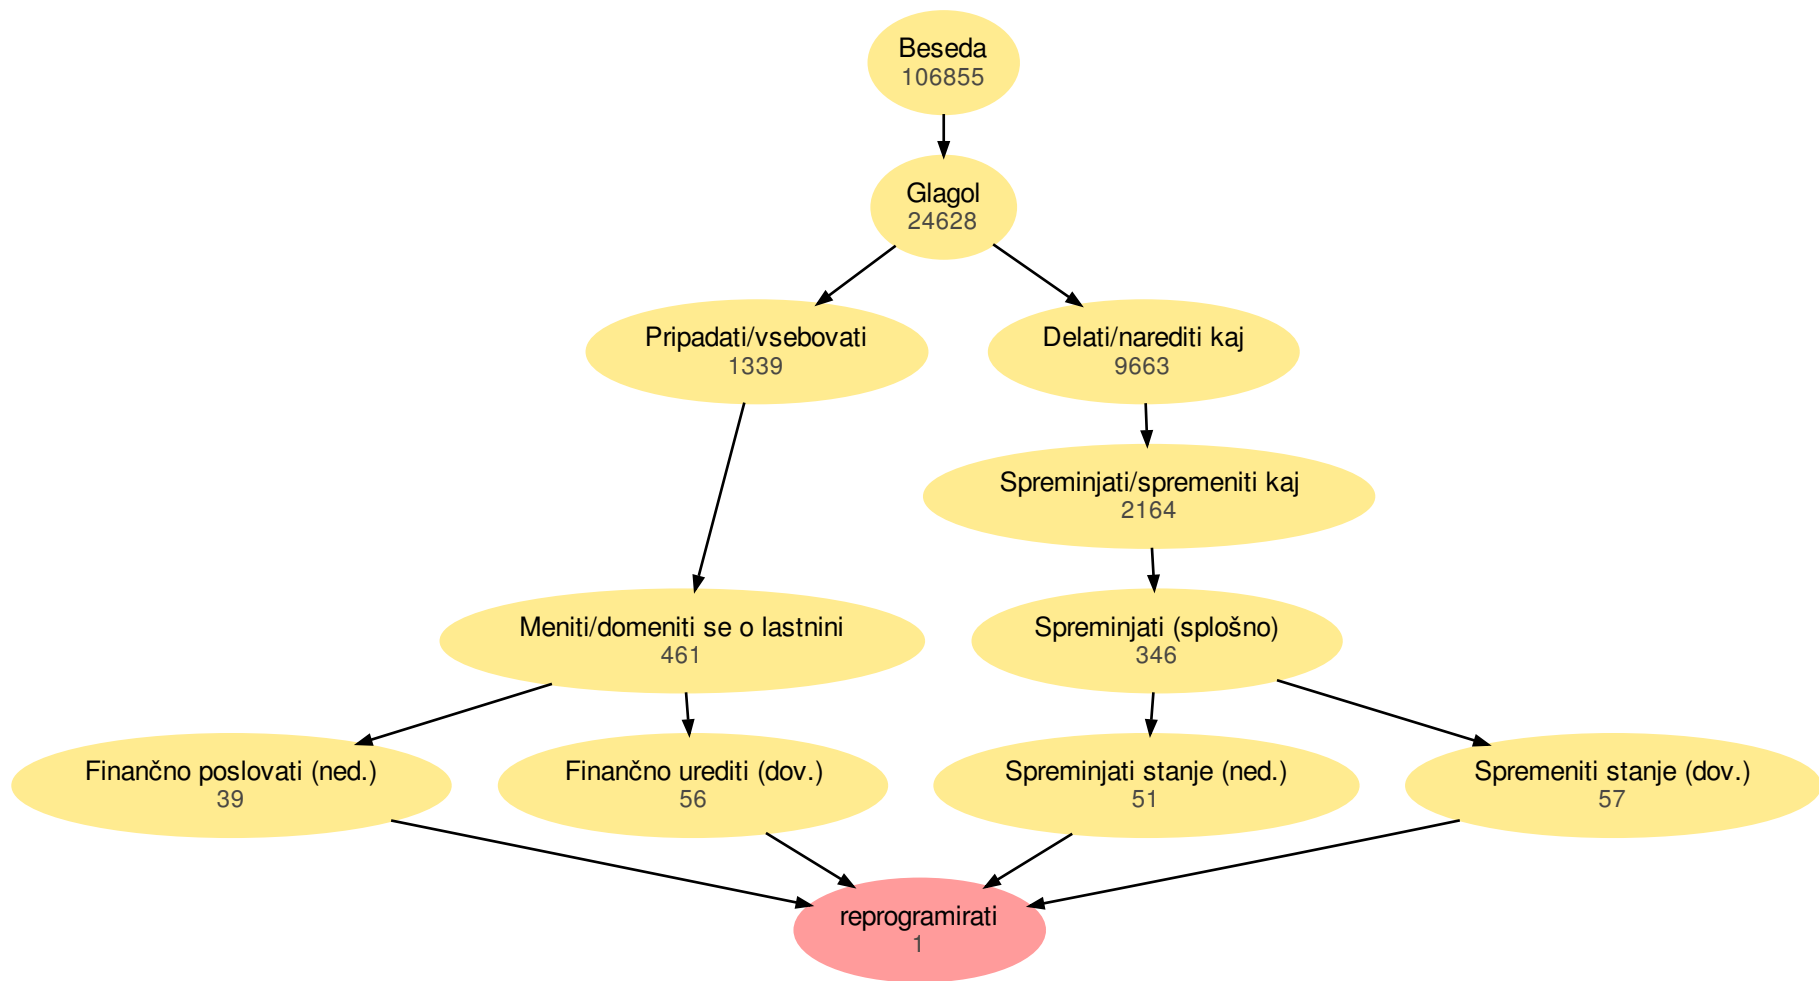 Beseda
106855
Glagol
24628
Pripadati/vsebovati
1339
Delati/narediti kaj
9663
Spreminjati/spremeniti kaj
2164
Meniti/domeniti se o lastnini
461
Spreminjati (splošno)
346
Finančno poslovati (ned.)
39
Finančno urediti (dov.)
56
Spreminjati stanje (ned.)
51
Spremeniti stanje (dov.)
57
reprogramirati
1